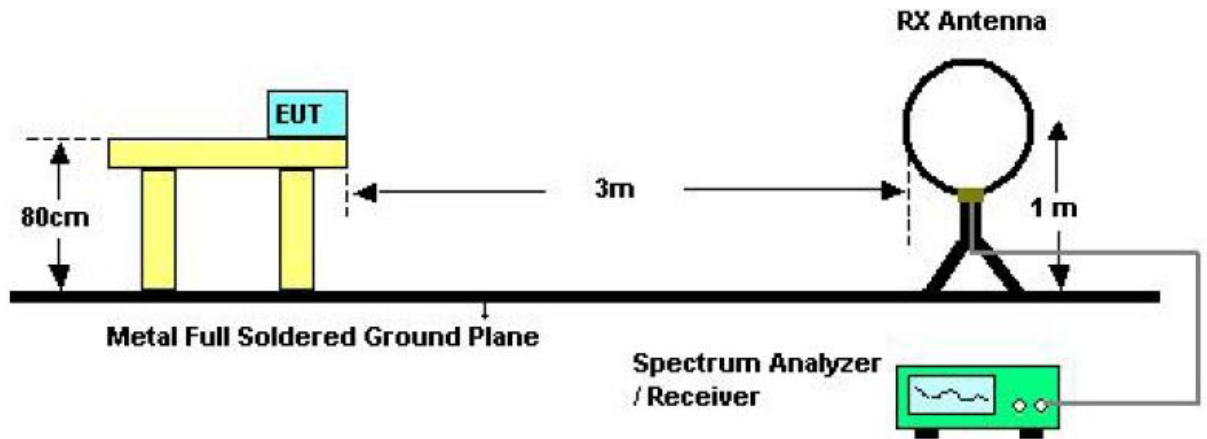 RX Antenna
EUT
80cm
3m
1 m
Metal Full Soldered Ground Plane
Spectrum Analyzer
/ Receiver